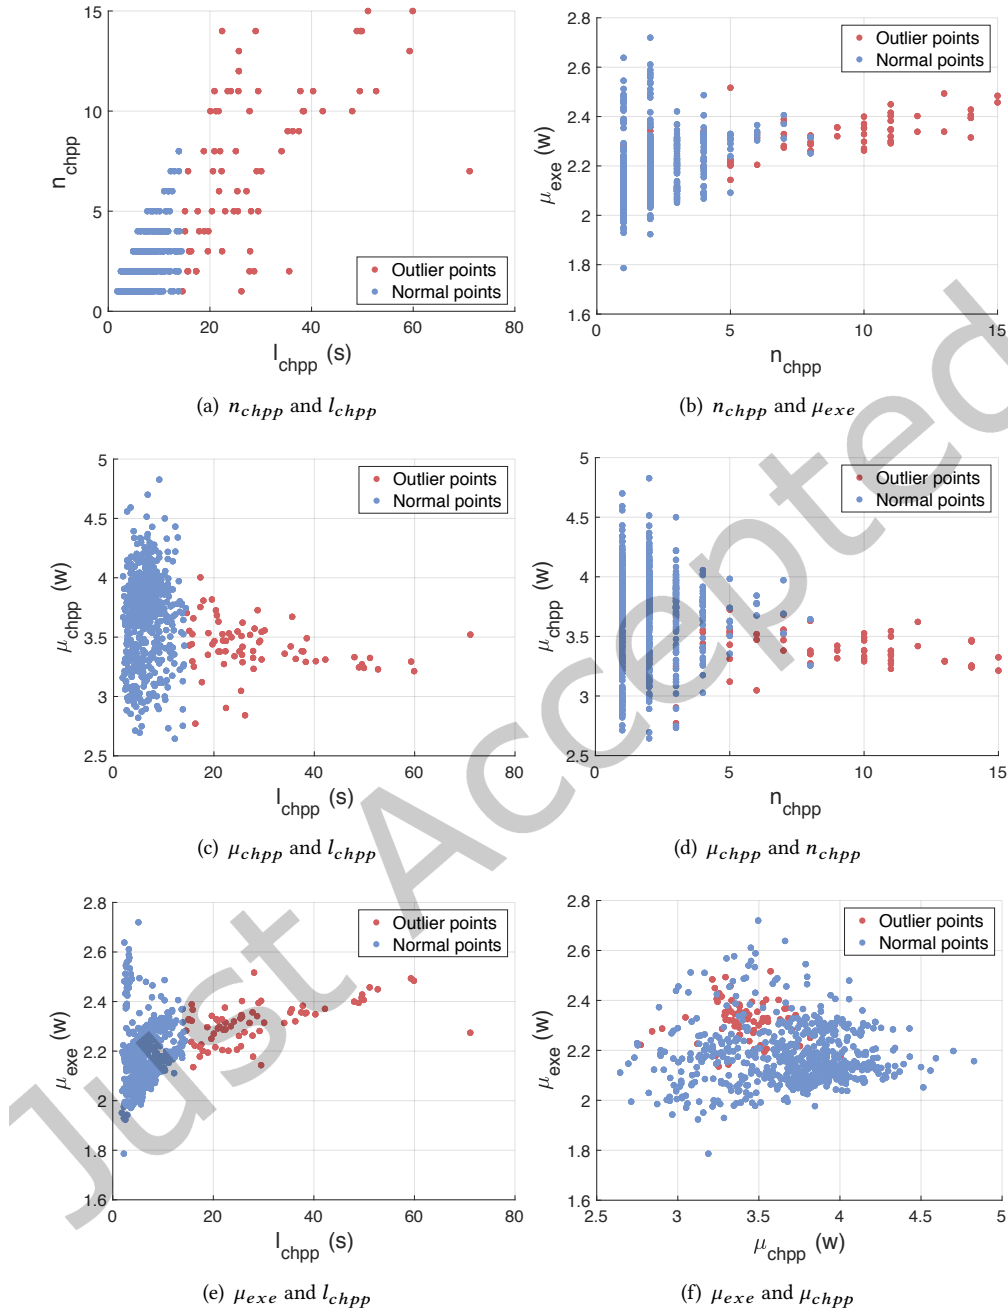 15
10
5
0
n_chpp
Outlier points
Normal points
0 20 40 60 80
l_chpp (s)
(a) n_chpp and l_chpp
2.8
2.6
2.4
2.2
2
1.8
1.6
μ_exe (w)
Outlier points
Normal points
0 5 10 15
n_chpp
(b) n_chpp and μ_exe
5
4.5
4
3.5
3
2.5
μ_chpp (w)
Outlier points
Normal points
0 20 40 60 80
l_chpp (s)
(c) μ_chpp and l_chpp
5
4.5
4
3.5
3
2.5
μ_chpp (w)
Outlier points
Normal points
0 5 10 15
n_chpp
(d) μ_chpp and n_chpp
2.8
2.6
2.4
2.2
2
1.8
1.6
μ_exe (w)
Outlier points
Normal points
0 20 40 60 80
l_chpp (s)
(e) μ_exe and l_chpp
2.8
2.6
2.4
2.2
2
1.8
1.6
μ_exe (w)
Outlier points
Normal points
2.5 3 3.5 4 4.5 5
μ_chpp (w)
(f) μ_exe and μ_chpp
Just Accepted